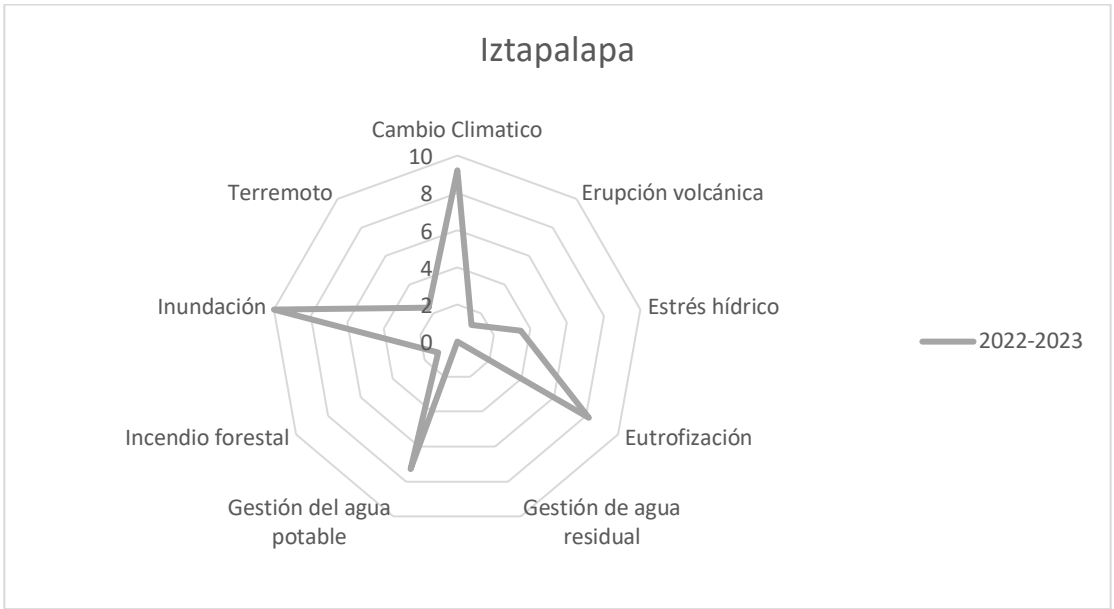 Iztapalapa
Cambio Climatico
10
Terremoto
Erupción volcánica
8
6
4
Inundación
Estrés hídrico
2
0
2022-2023
Incendio forestal
Eutrofización
Gestión del agua
potable
Gestión de agua
residual